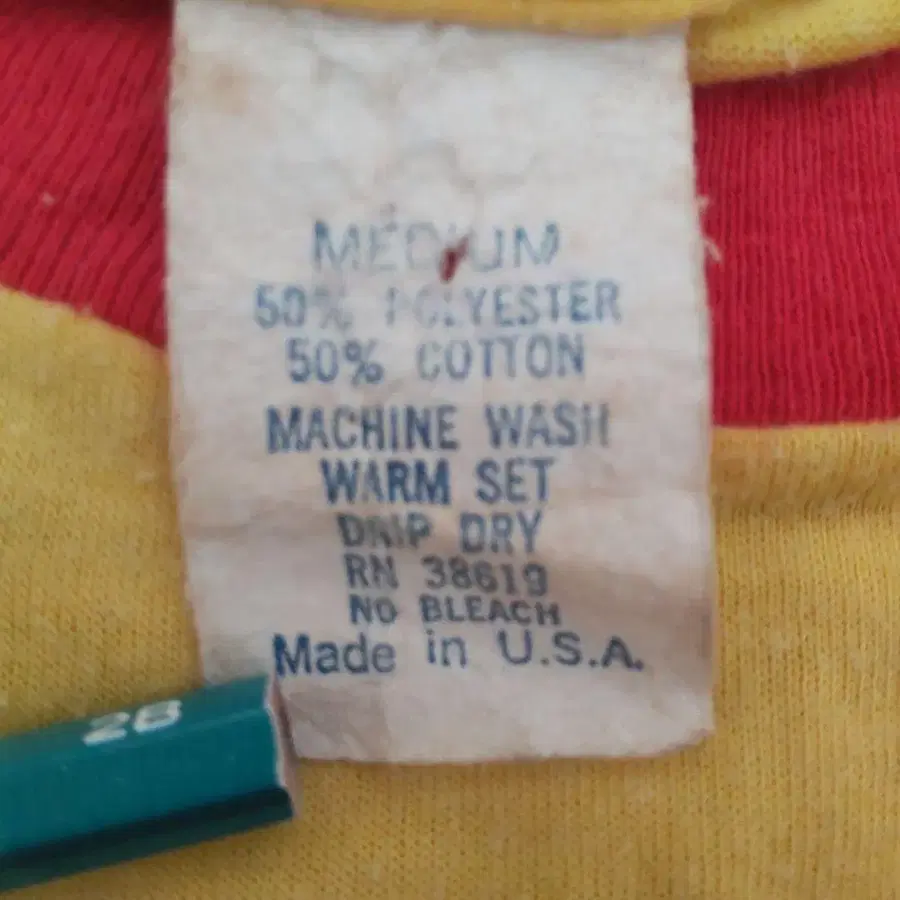 MEDIUM
50% POLYESTER
50% COTTON
MACHINE WASH
WARM SET
DRIP DRY
RN 38619
NO BLEACH
Made in U.S.A.
2B